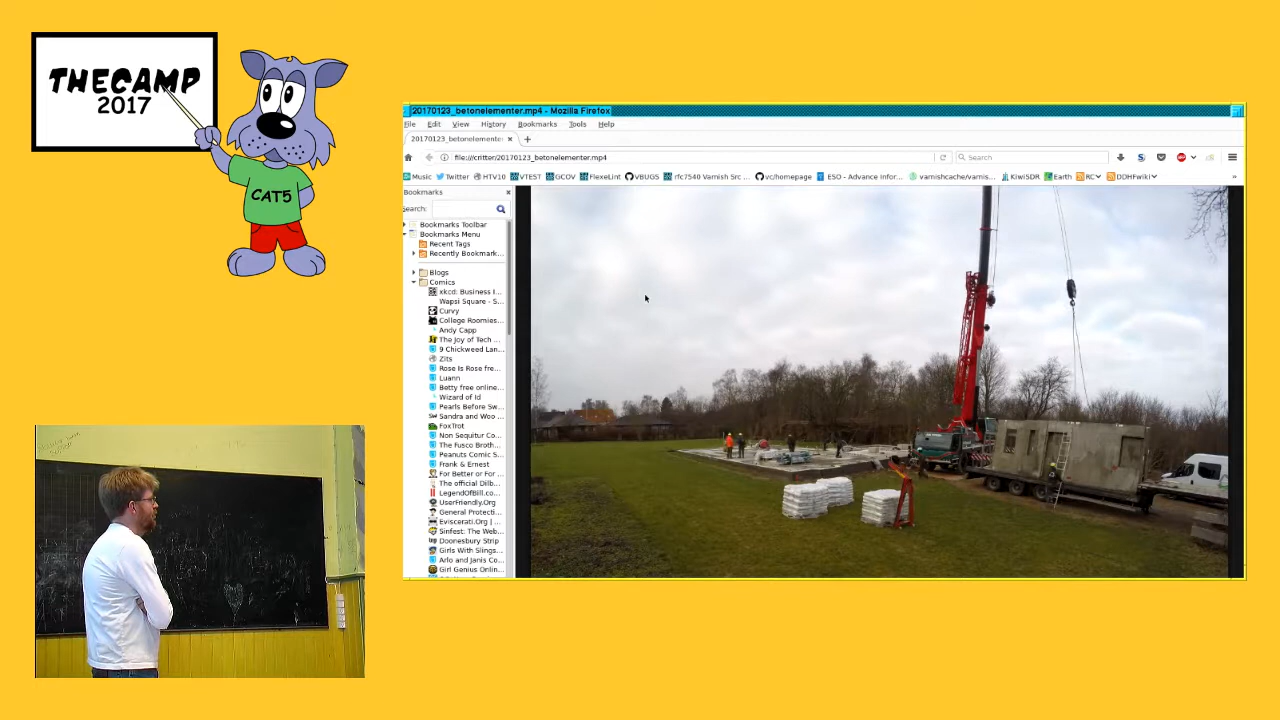 THECAMP
2017
CAT5
20170123_betonelementer.mp4 - Mozilla Firefox
File Edit View History Bookmarks Tools Help
20170123_betonelemente: × +
file:///critter/20170123_betonelementer.mp4
Search
Music Twitter HTV10 VTEST GCOV FlexeLint VBUGS rfc7540 Varnish Src ... vc/homepage ESO - Advance Infor... varnishcache/varnis... KiwiSDR Earth RC DDHFwiki »
Bookmarks ×
Search:
Bookmarks Toolbar
Bookmarks Menu
Recent Tags
Recently Bookmark...
Blogs
Comics
xkcd: Business I...
Wapsi Square - S...
Curvy
College Roomies...
Andy Capp
The Joy of Tech ...
9 Chickweed Lan...
Zits
Rose Is Rose fre...
Luann
Betty free online...
Wizard of Id
Pearls Before Sw...
Sandra and Woo ...
FoxTrot
Non Sequitur Co...
The Fusco Broth...
Peanuts Comic S...
Frank & Ernest
For Better or For ...
The official Dilb...
LegendOfBill.co...
UserFriendly.Org
General Protecti...
Eviscerati.Org | ...
Sinfest: The Web...
Doonesbury Strip
Girls With Slings...
Arlo and Janis Co...
Girl Genius Onlin...